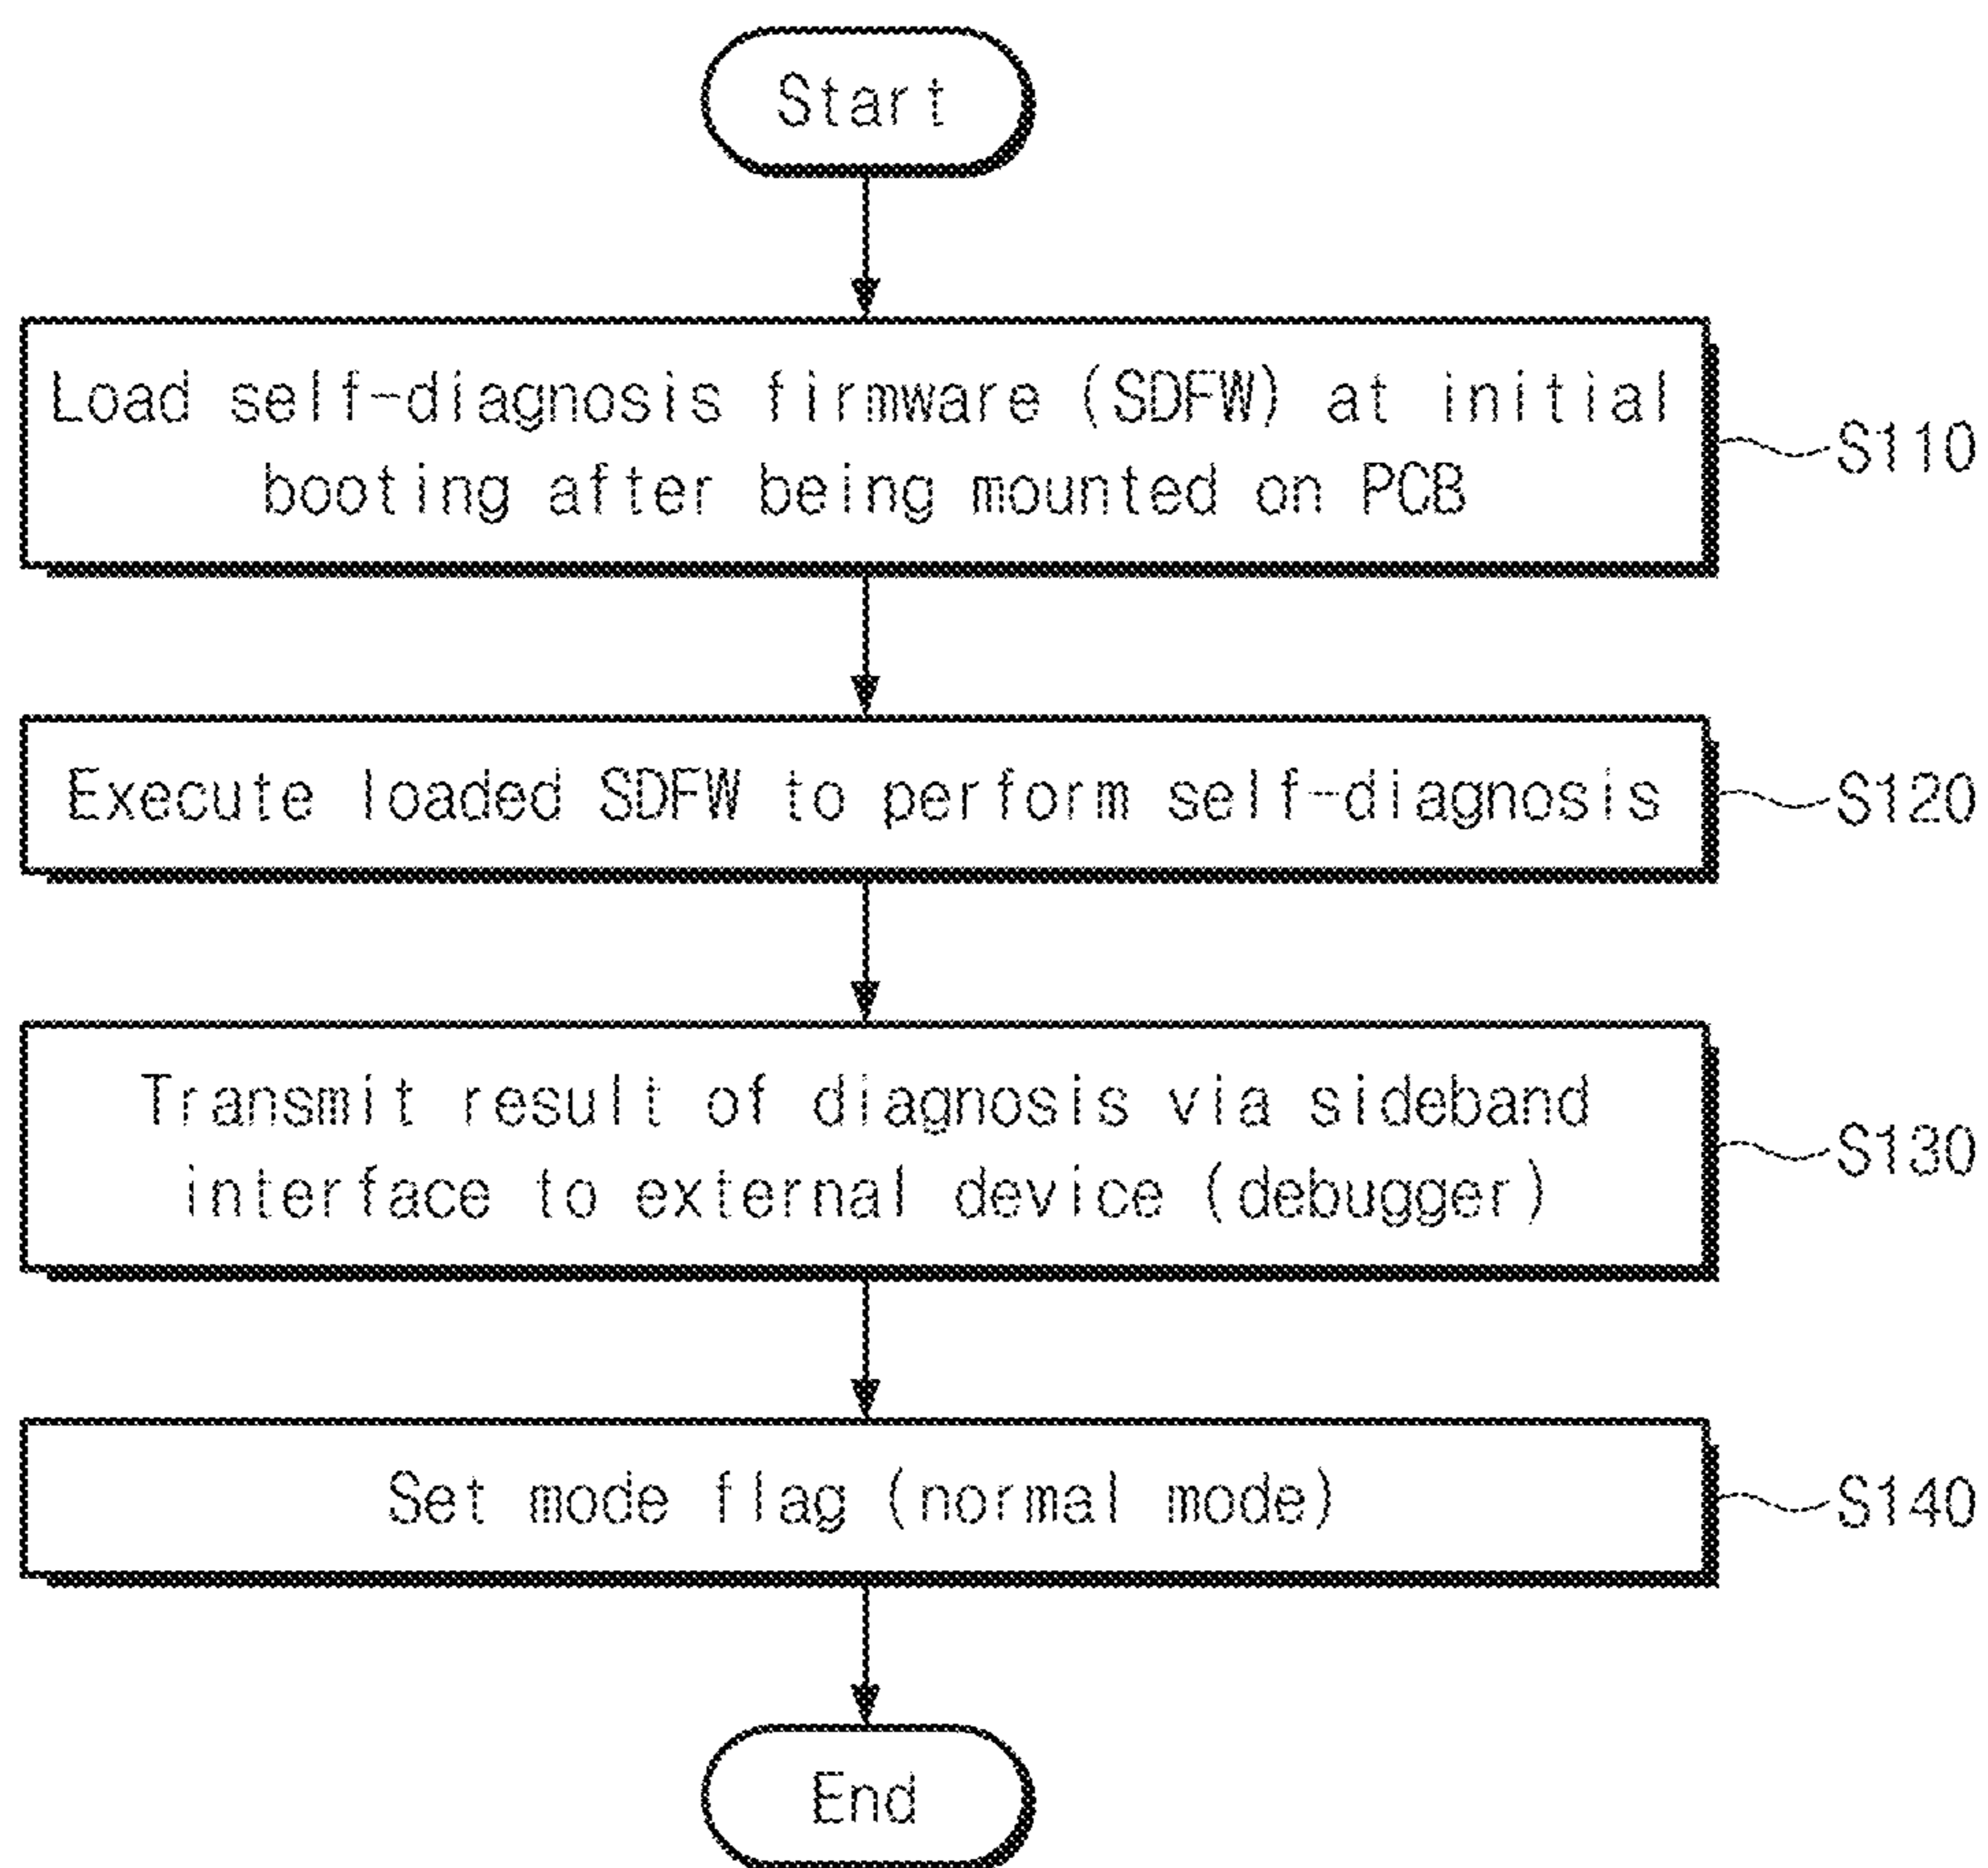 Start
Load self-diagnosis firmware (SDFW) at initial
booting after being mounted on PCB
S110
Execute loaded SDFW to perform self-diagnosis
S120
Transmit result of diagnosis via sideband
interface to external device (debugger)
S130
Set mode flag (normal mode)
S140
End